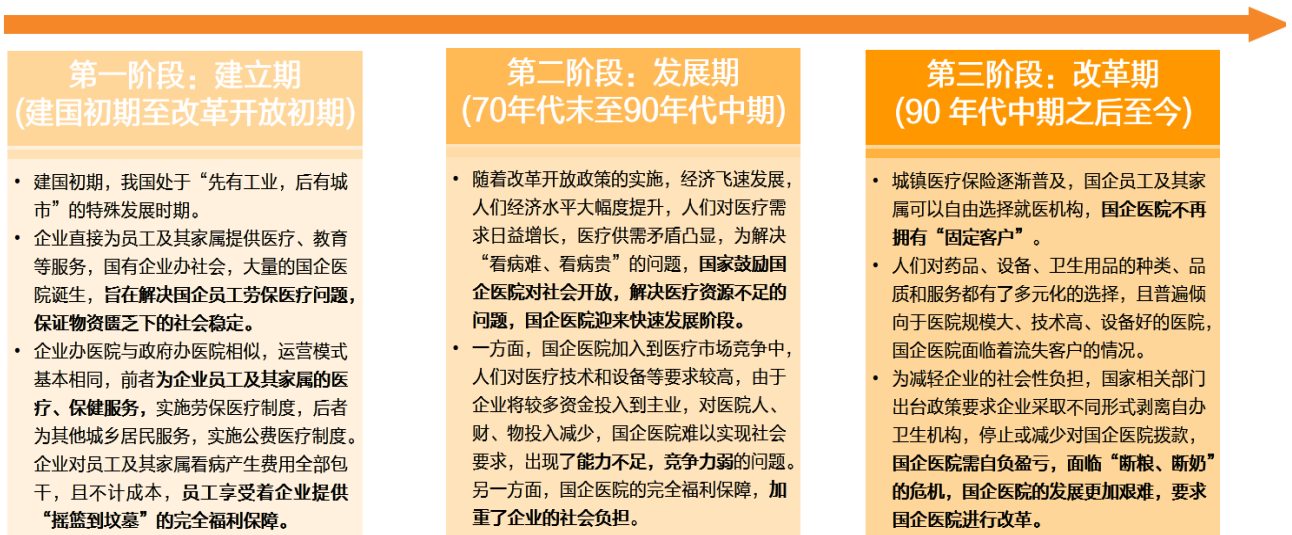 第一阶段：建立期
(建国初期至改革开放初期)
• 建国初期，我国处于“先有工业，后有城
市”的特殊发展时期。
• 企业直接为员工及其家属提供医疗、教育
等服务，国有企业办社会，大量的国企医
院诞生，旨在解决国企员工劳保医疗问题，
保证物资匮乏下的社会稳定。
• 企业办医院与政府办医院相似，运营模式
基本相同，前者为企业员工及其家属的医
疗、保健服务，实施劳保医疗制度，后者
为其他城乡居民服务，实施公费医疗制度。
企业对员工及其家属看病产生费用全部包
干，且不计成本，员工享受着企业提供
“摇篮到坟墓”的完全福利保障。
第二阶段：发展期
(70年代末至90年代中期)
• 随着改革开放政策的实施，经济飞速发展，
人们经济水平大幅度提升，人们对医疗需
求日益增长，医疗供需矛盾凸显，为解决
“看病难、看病贵”的问题，国家鼓励国
企医院对社会开放，解决医疗资源不足的
问题，国企医院迎来快速发展阶段。
• 一方面，国企医院加入到医疗市场竞争中，
人们对医疗技术和设备等要求较高，由于
企业将较多资金投入到主业，对医院人、
财、物投入减少，国企医院难以实现社会
要求，出现了能力不足，竞争力弱的问题。
另一方面，国企医院的完全福利保障，加
重了企业的社会负担。
第三阶段：改革期
(90 年代中期之后至今)
• 城镇医疗保险逐渐普及，国企员工及其家
属可以自由选择就医机构，国企医院不再
拥有“固定客户”。
• 人们对药品、设备、卫生用品的种类、品
质和服务都有了多元化的选择，且普遍倾
向于医院规模大、技术高、设备好的医院，
国企医院面临着流失客户的情况。
• 为减轻企业的社会性负担，国家相关部门
出台政策要求企业采取不同形式剥离自办
卫生机构，停止或减少对国企医院拨款，
国企医院需自负盈亏，面临“断粮、断奶”
的危机，国企医院的发展更加艰难，要求
国企医院进行改革。